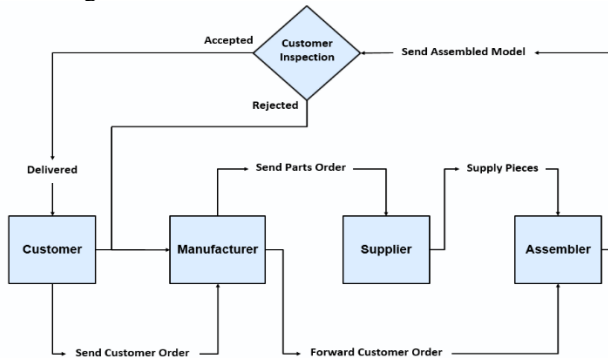 Accepted
Customer
Inspection
Send Assembled Model
Rejected
Delivered
Send Parts Order
Supply Pieces
Customer
Manufacturer
Supplier
Assembler
Send Customer Order
Forward Customer Order